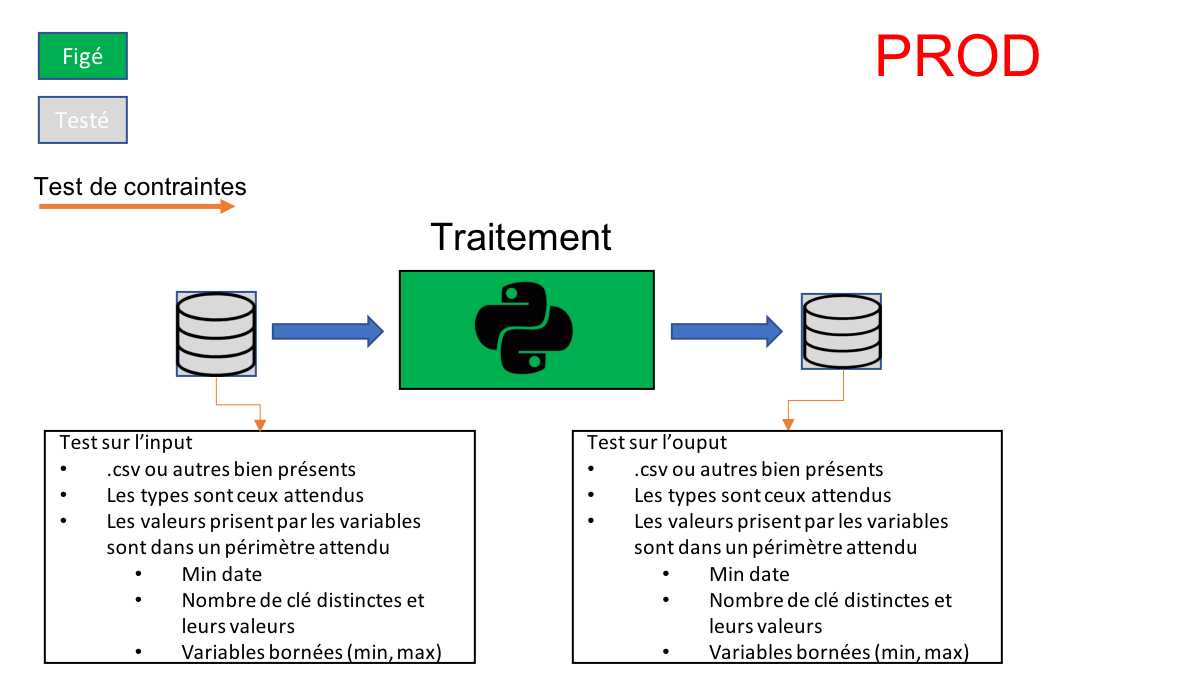 Figé
PROD
Testé
Test de contraintes
Traitement
Test sur l'input
• .csv ou autres bien présents
• Les types sont ceux attendus
• Les valeurs prisent par les variables
sont dans un périmètre attendu
• Min date
• Nombre de clé distinctes et
leurs valeurs
• Variables bornées (min, max)
Test sur l'ouput
• .csv ou autres bien présents
• Les types sont ceux attendus
• Les valeurs prisent par les variables
sont dans un périmètre attendu
• Min date
• Nombre de clé distinctes et
leurs valeurs
• Variables bornées (min, max)